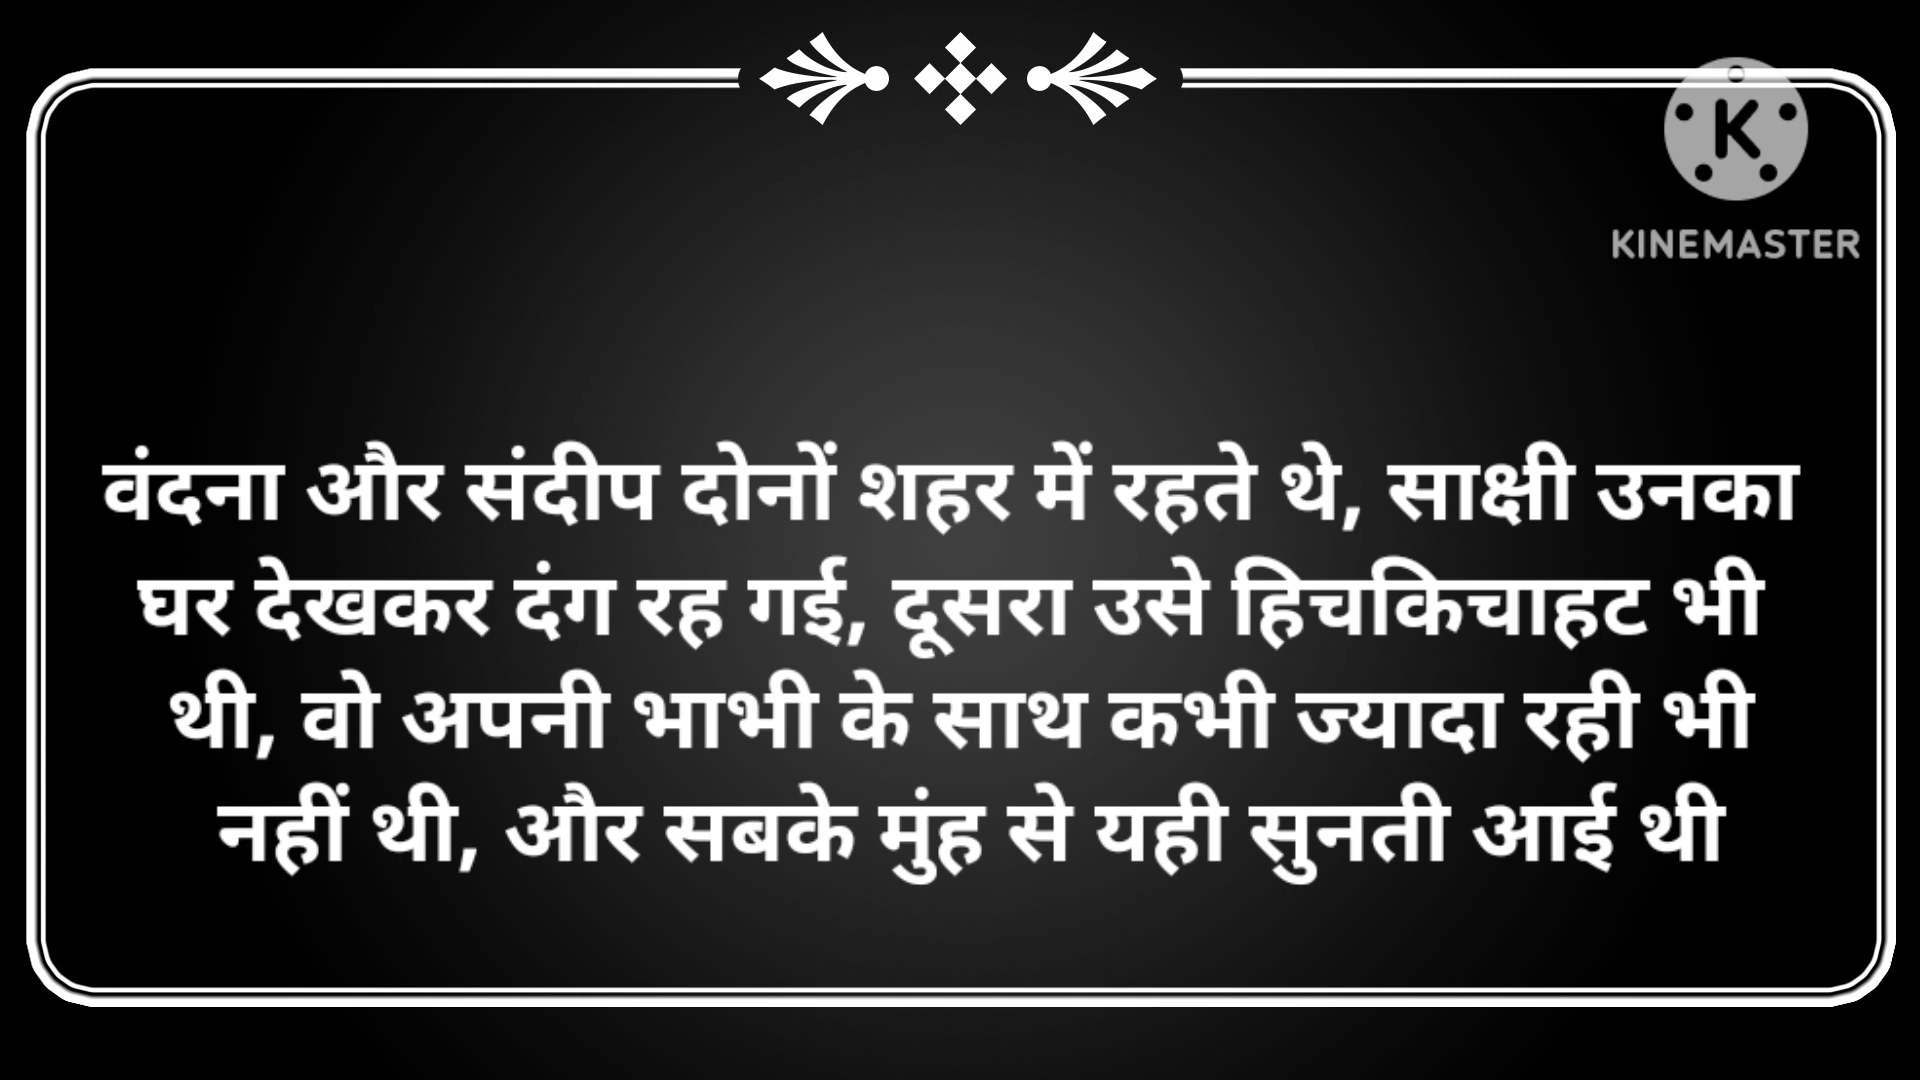 KINEMASTER
वंदना और संदीप दोनों शहर में रहते थे, साक्षी उनका
घर देखकर दंग रह गई, दूसरा उसे हिचकिचाहट भी
थी, वो अपनी भाभी के साथ कभी ज्यादा रही भी
नहीं थी, और सबके मुंह से यही सुनती आई थी